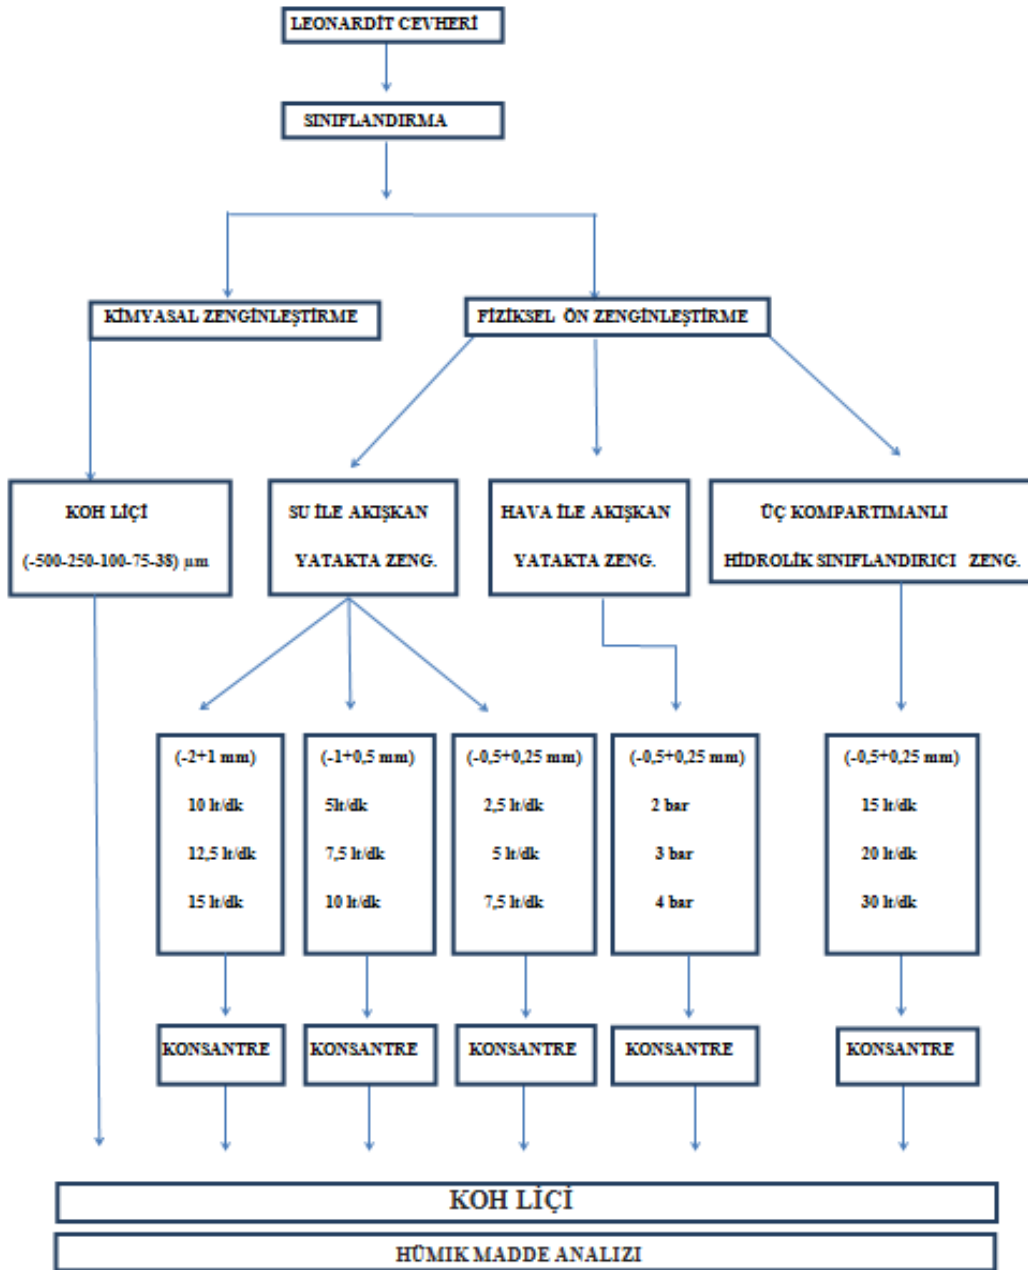 LEONARDİT CEVHERİ
SINIFLANDIRMA
KİMYASAL ZENGİNLEŞTİRME
FİZİKSEL ÖN ZENGİNLEŞTİRME
KOH LİÇİ
(-500-250-100-75-38) µm
SU İLE AKIŞKAN
YATAKTA ZENG.
HAVA İLE AKIŞKAN
YATAKTA ZENG.
ÜÇ KOMPARTIMANLI
HİDROLİK SINIFLANDIRICI ZENG.
(-2+1 mm)
10 lt/dk
12,5 lt/dk
15 lt/dk
(-1+0,5 mm)
5lt/dk
7,5 lt/dk
10 lt/dk
(-0,5+0,25 mm)
2,5 lt/dk
5 lt/dk
7,5 lt/dk
(-0,5+0,25 mm)
2 bar
3 bar
4 bar
(-0,5+0,25 mm)
15 lt/dk
20 lt/dk
30 lt/dk
KONSANTRE
KONSANTRE
KONSANTRE
KONSANTRE
KONSANTRE
KOH LİÇİ
HÜMIK MADDE ANALIZI